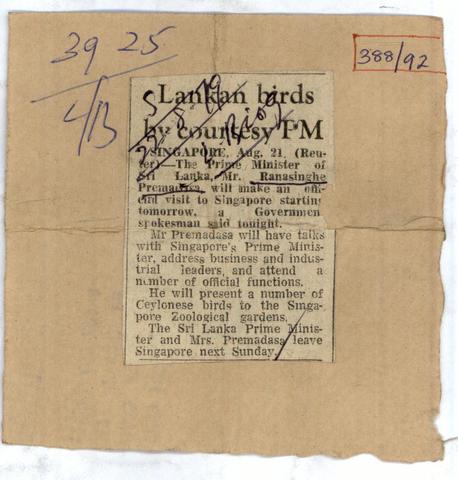 39 25
4/B
388/92
Lankan birds
by courtesy PM
SINGAPORE, Aug. 21, (Reu-
ter)—The Prime Minister of
Sri Lanka, Mr. Ranasinghe
Premadasa, will make an offi-
cial visit to Singapore starting
tomorrow, a Governmen
spokesman said tonight.
Mr Premadasa will have talks
with Singapore's Prime Minis-
ter, address business and indus-
trial leaders, and attend a
number of official functions.
He will present a number of
Ceylonese birds to the Singa-
pore Zoological gardens.
The Sri Lanka Prime Minis-
ter and Mrs. Premadasa leave
Singapore next Sunday.